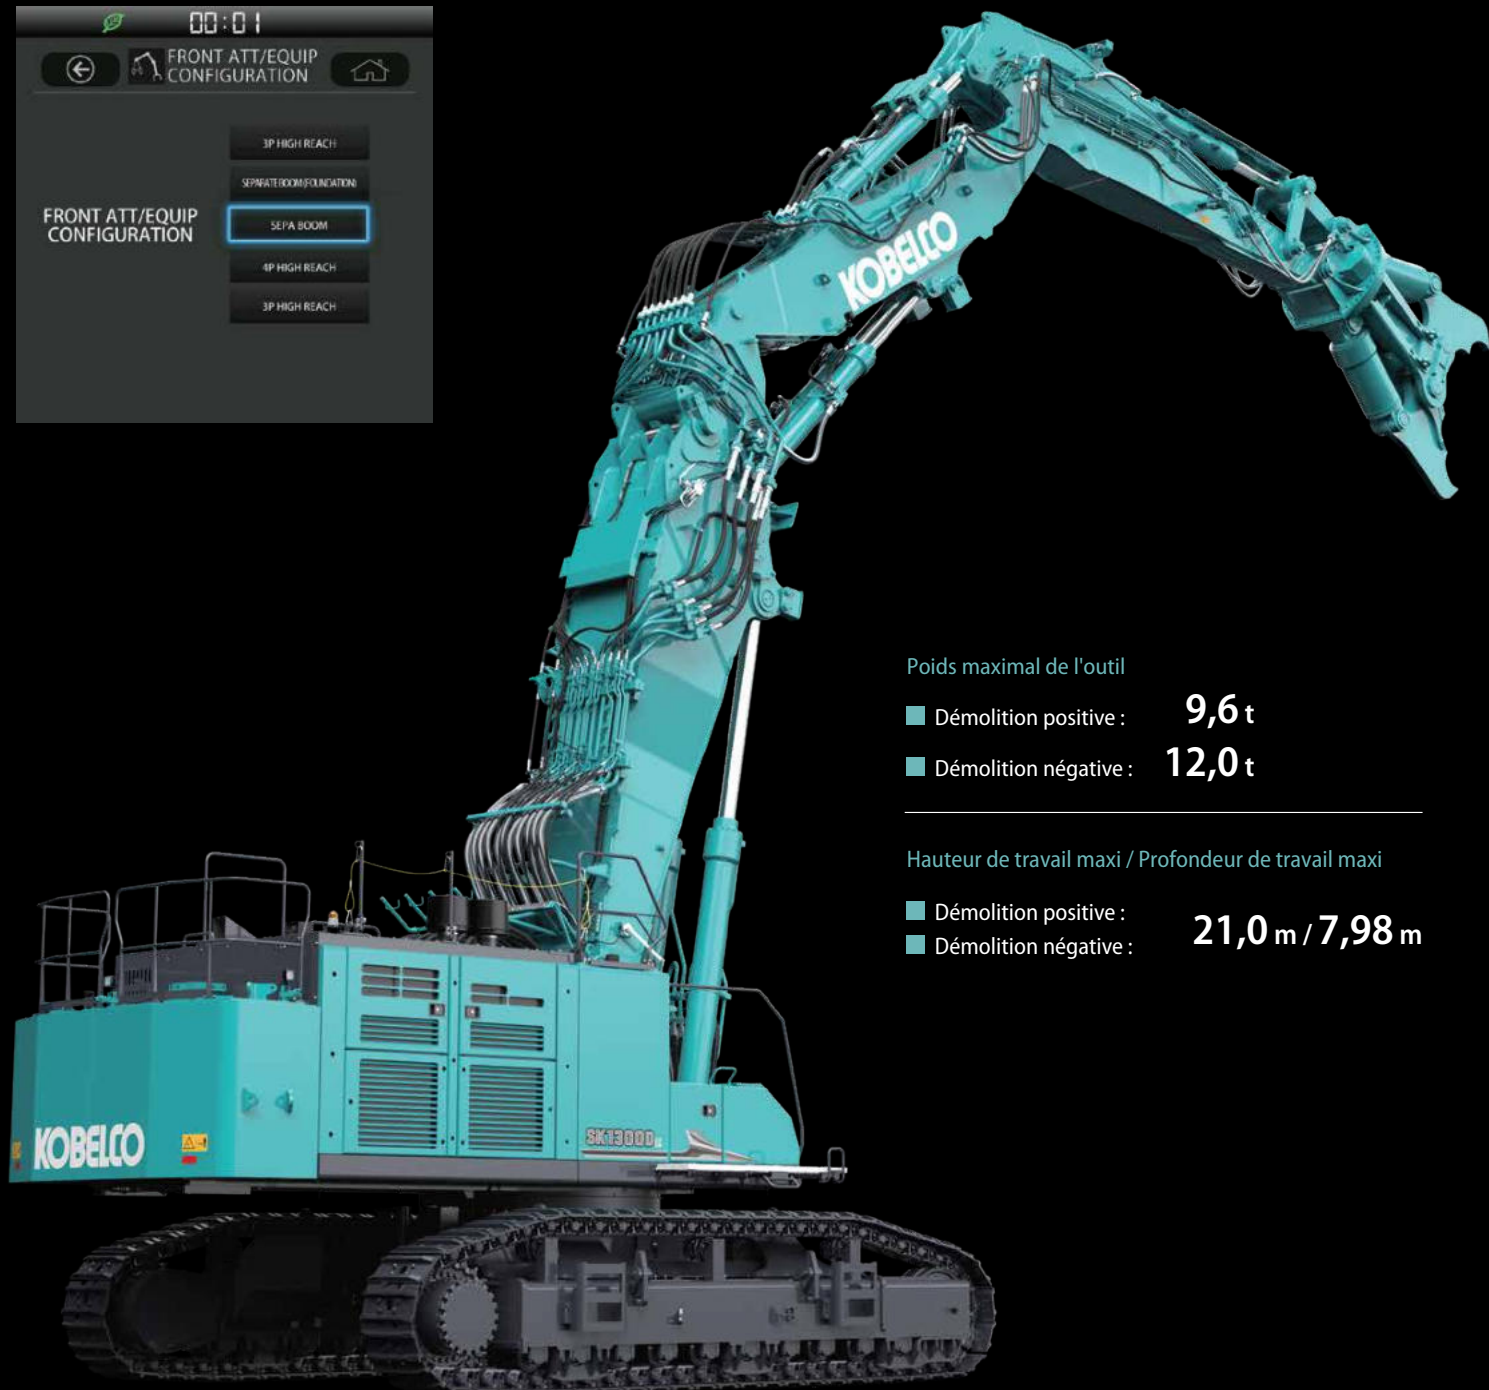 00:01
FRONT ATT/EQUIP
CONFIGURATION
3P HIGH REACH
SEPARATE BOOM (FOUNDATION)
FRONT ATT/EQUIP
CONFIGURATION
SEPA BOOM
4P HIGH REACH
3P HIGH REACH
KOBELCO
Poids maximal de l'outil
Démolition positive : 9,6 t
Démolition négative : 12,0 t
Hauteur de travail maxi / Profondeur de travail maxi
Démolition positive :
Démolition négative :
21,0 m / 7,98 m
KOBELCO
SK1300D